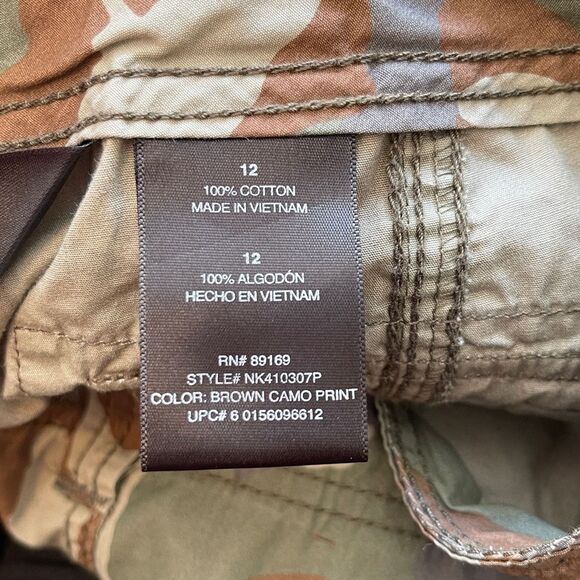 12
100% COTTON
MADE IN VIETNAM
12
100% ALGODÓN
HECHO EN VIETNAM
RN# 89169
STYLE# NK410307P
COLOR: BROWN CAMO PRINT
UPC# 6 0156096612